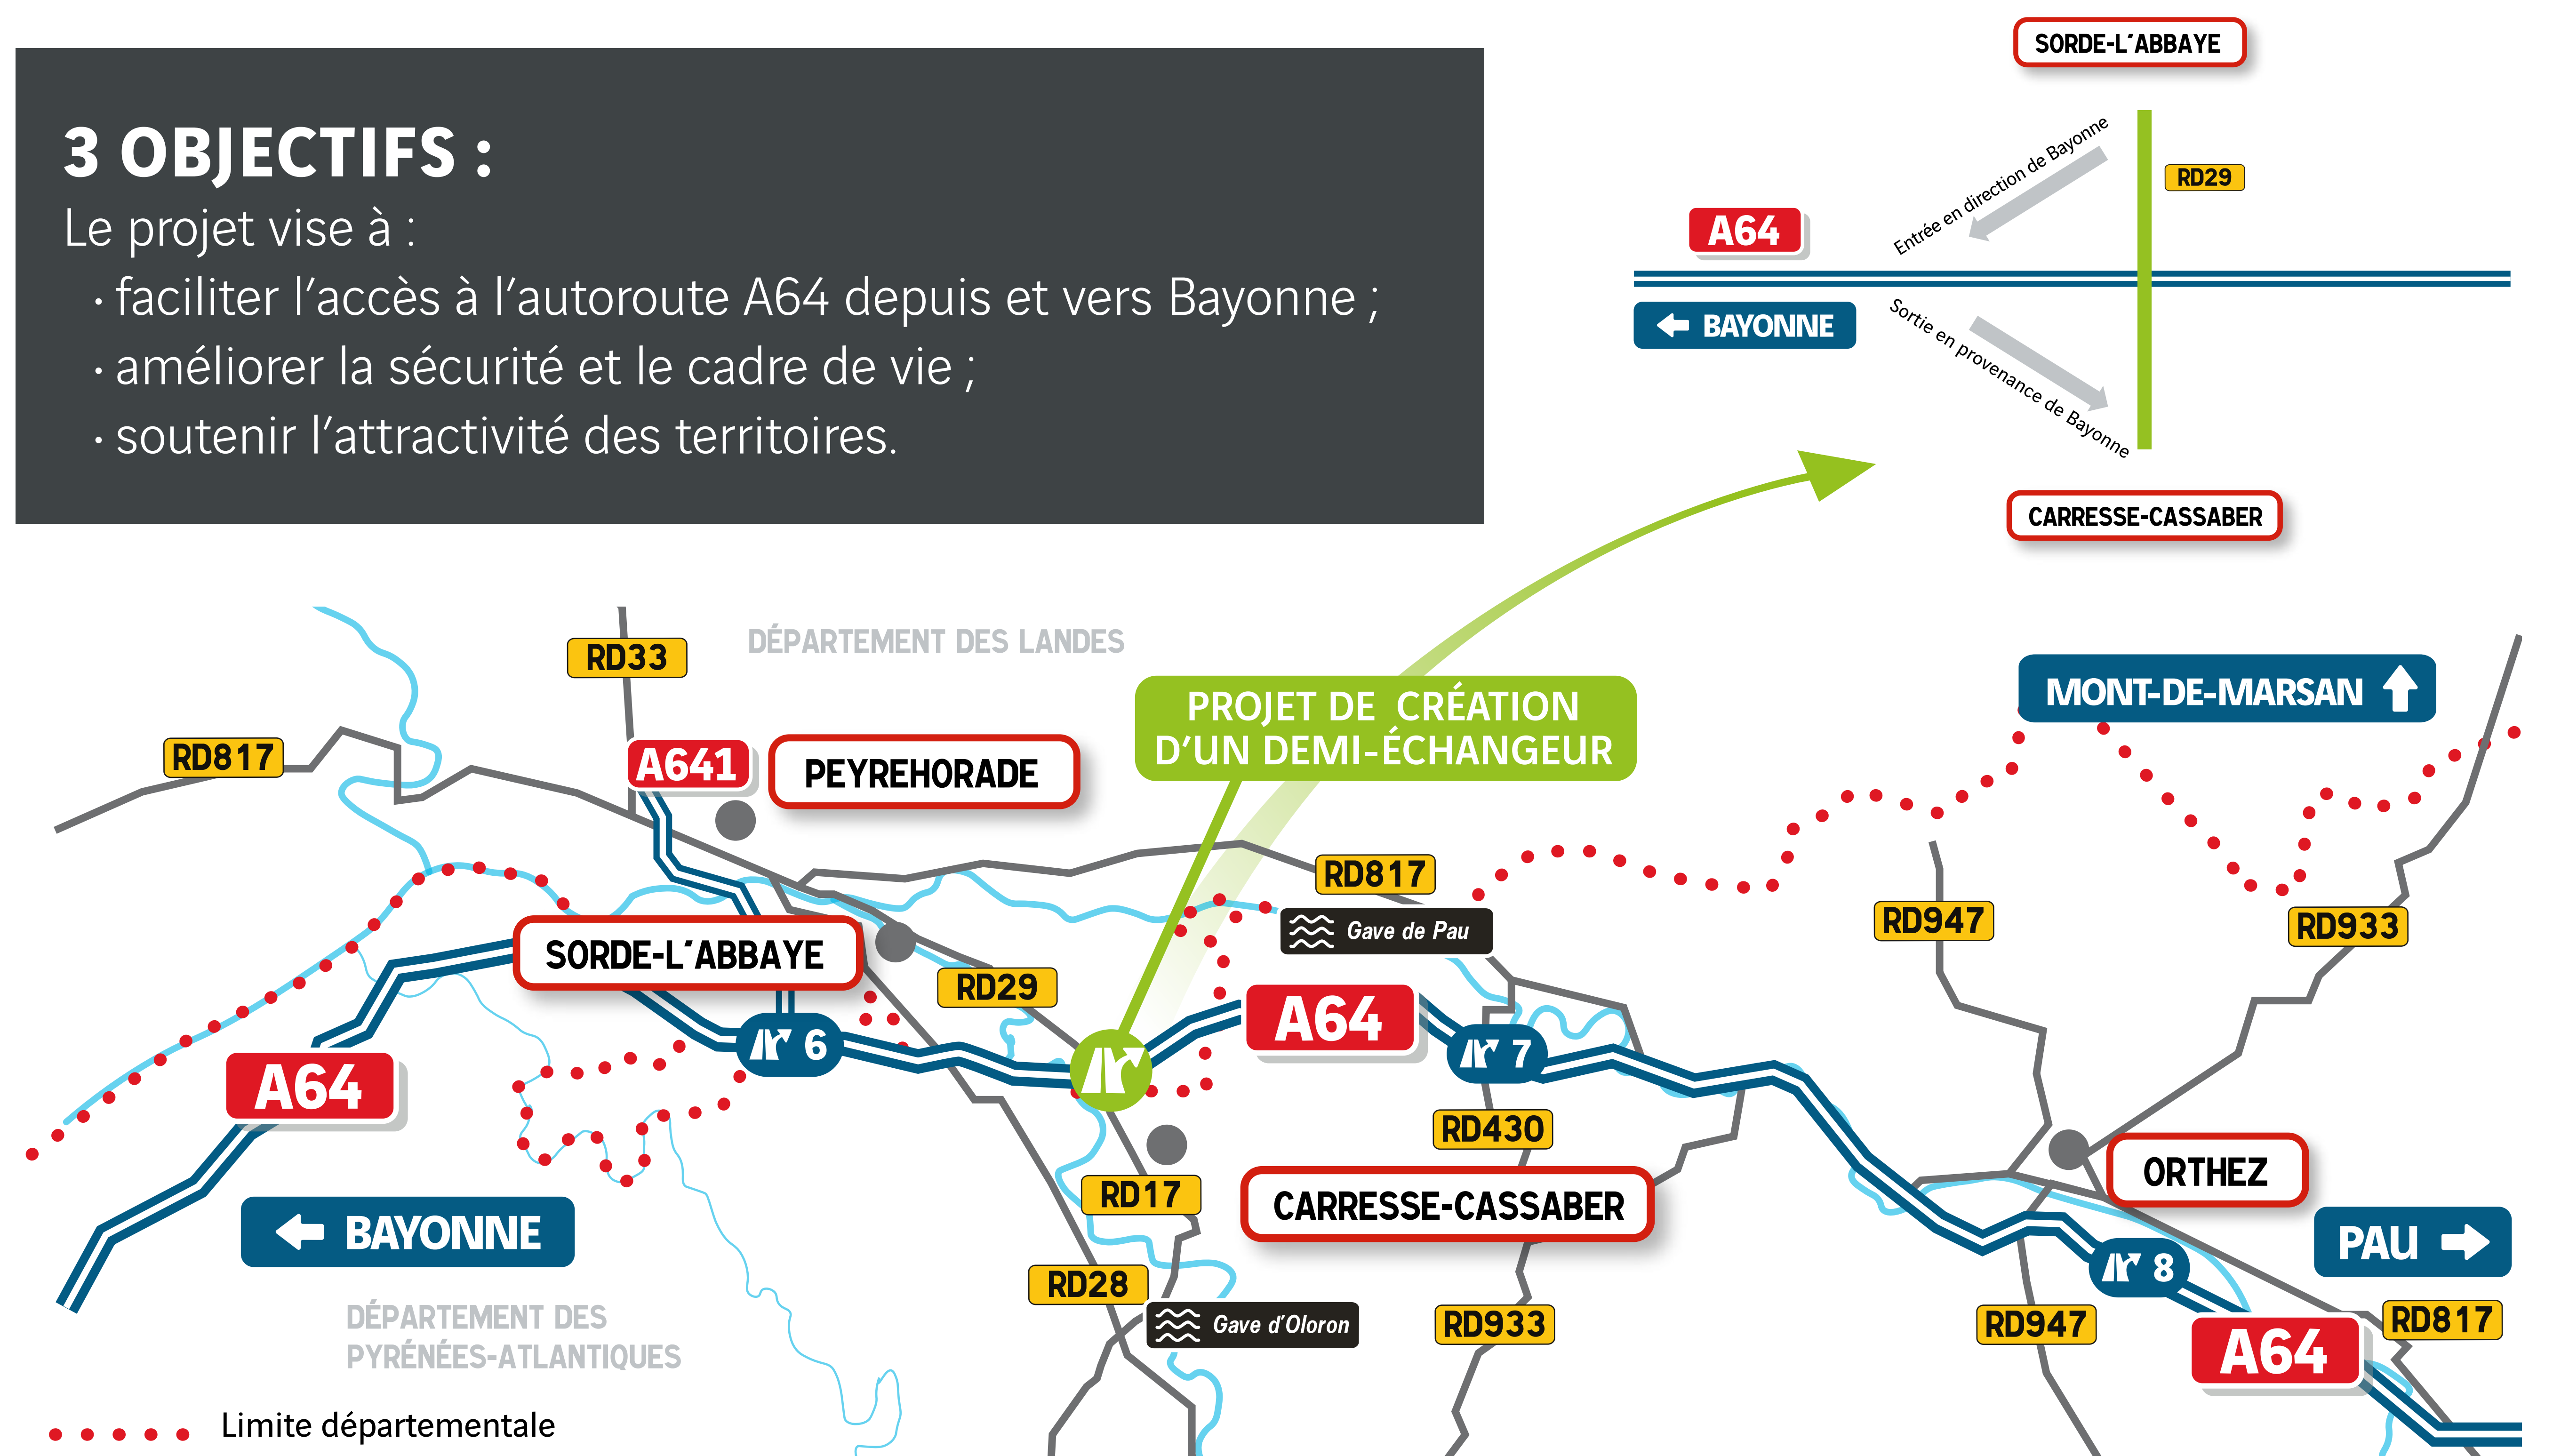 3 OBJECTIFS :
Le projet vise à :
· faciliter l'accès à l'autoroute A64 depuis et vers Bayonne ;
· améliorer la sécurité et le cadre de vie ;
· soutenir l'attractivité des territoires.
SORDE-L'ABBAYE
Entrée en direction de Bayonne
RD29
A64
BAYONNE
Sortie en provenance de Bayonne
CARRESSE-CASSABER
DÉPARTEMENT DES LANDES
RD33
PROJET DE CRÉATION
D'UN DEMI-ÉCHANGEUR
MONT-DE-MARSAN
RD817
A641
PEYREHORADE
RD817
Gave de Pau
RD947
RD933
SORDE-L'ABBAYE
RD29
A64
6
7
A64
RD430
ORTHEZ
RD17
CARRESSE-CASSABER
BAYONNE
PAU
8
RD28
Gave d'Oloron
RD933
RD947
RD817
A64
DÉPARTEMENT DES
PYRÉNÉES-ATLANTIQUES
Limite départementale